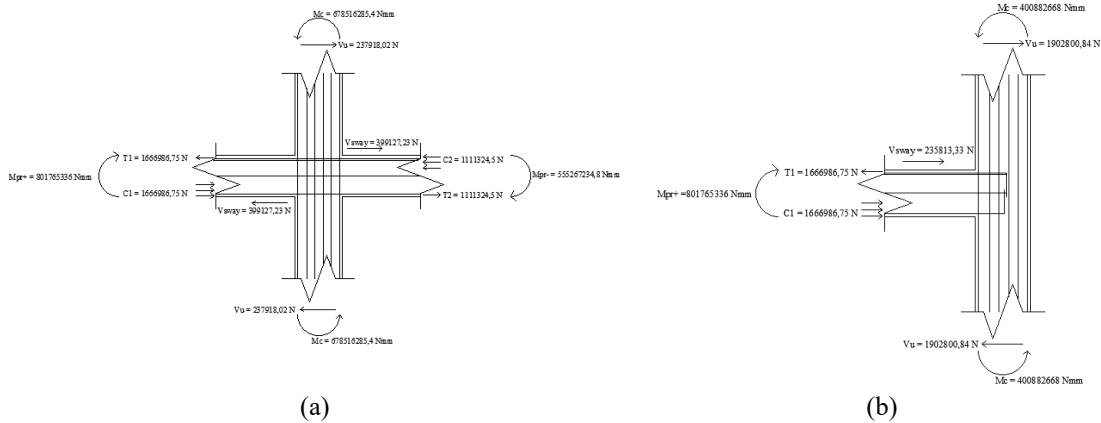 Mc = 678516285,4 Nmm
Vu = 237918,02 N
Vsway = 399127,23 N
T1 = 1666986,75 N
C2 = 1111324,5 N
Mpr+ = 801765336 Nmm
Mpr- = 555267234,8 Nmm
C1 = 1666986,75 N
T2 = 1111324,5 N
Vsway = 399127,23 N
Vu = 237918,02 N
Mc = 678516285,4 Nmm
(a)
Mc = 400882668 Nmm
Vu = 1902800,84 N
Vsway = 235813,33 N
T1 = 1666986,75 N
Mpr+ =801765336 Nmm
C1 = 1666986,75 N
Vu = 1902800,84 N
Mc = 400882668 Nmm
(b)